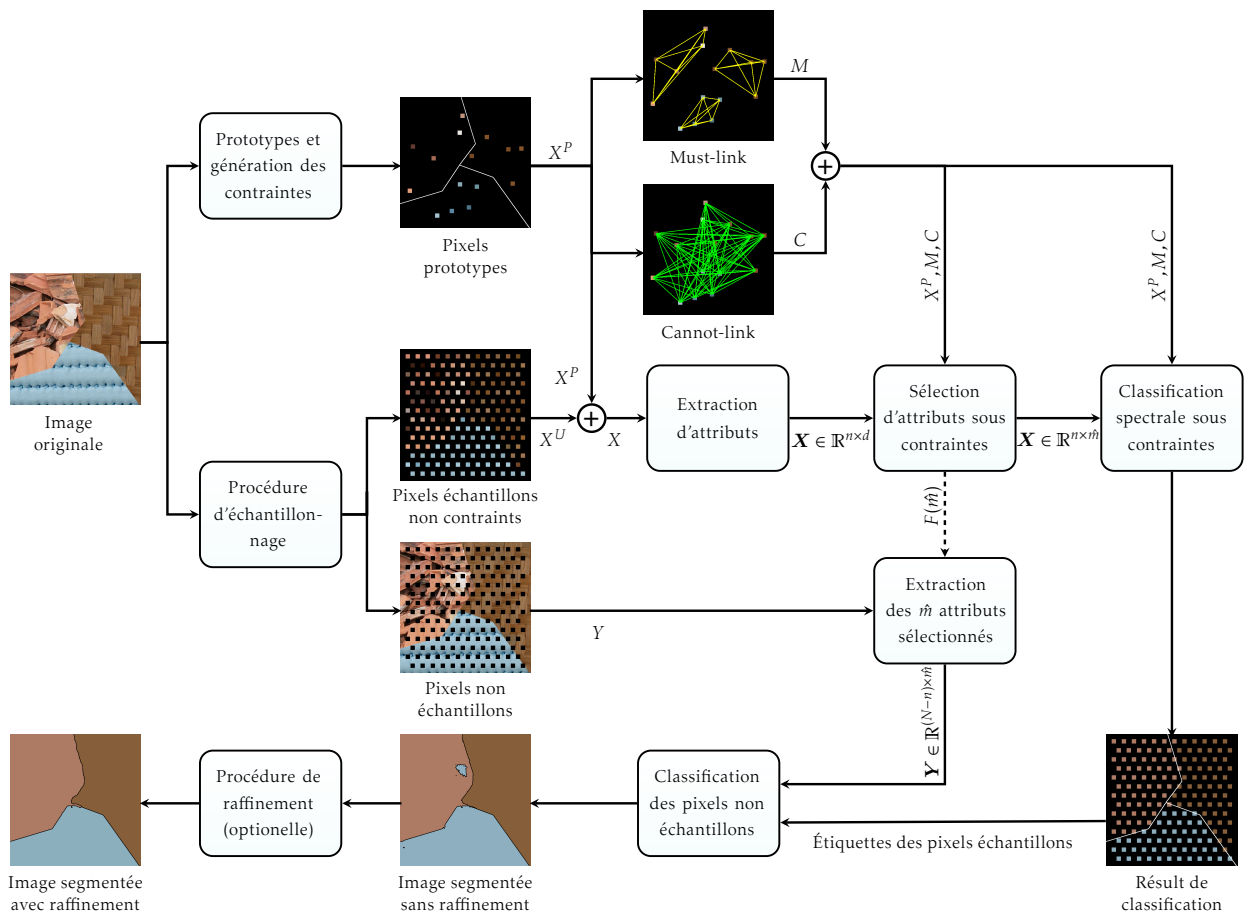 M
Must-link
Prototypes et
génération des
contraintes
X^P
Pixels
prototypes
C
Cannot-link
X^P, M, C
X^P, M, C
Image
originale
X^P
X^U
X
Extraction
d'attributs
X ∈ ℝ^{n×d}
Sélection
d'attributs sous
contraintes
X ∈ ℝ^{n×m̂}
Classification
spectrale sous
contraintes
Pixels échantillons
non contraints
Procédure
d'échantillon-
nage
F(m̂)
Extraction
des m̂ attributs
sélectionnés
Y
Pixels non
échantillons
Y ∈ ℝ^{(N−n)×m̂}
Procédure de
raffinement
(optionelle)
Classification
des pixels non
échantillons
Étiquettes des pixels échantillons
Image segmentée
avec raffinement
Image segmentée
sans raffinement
Résult de
classification